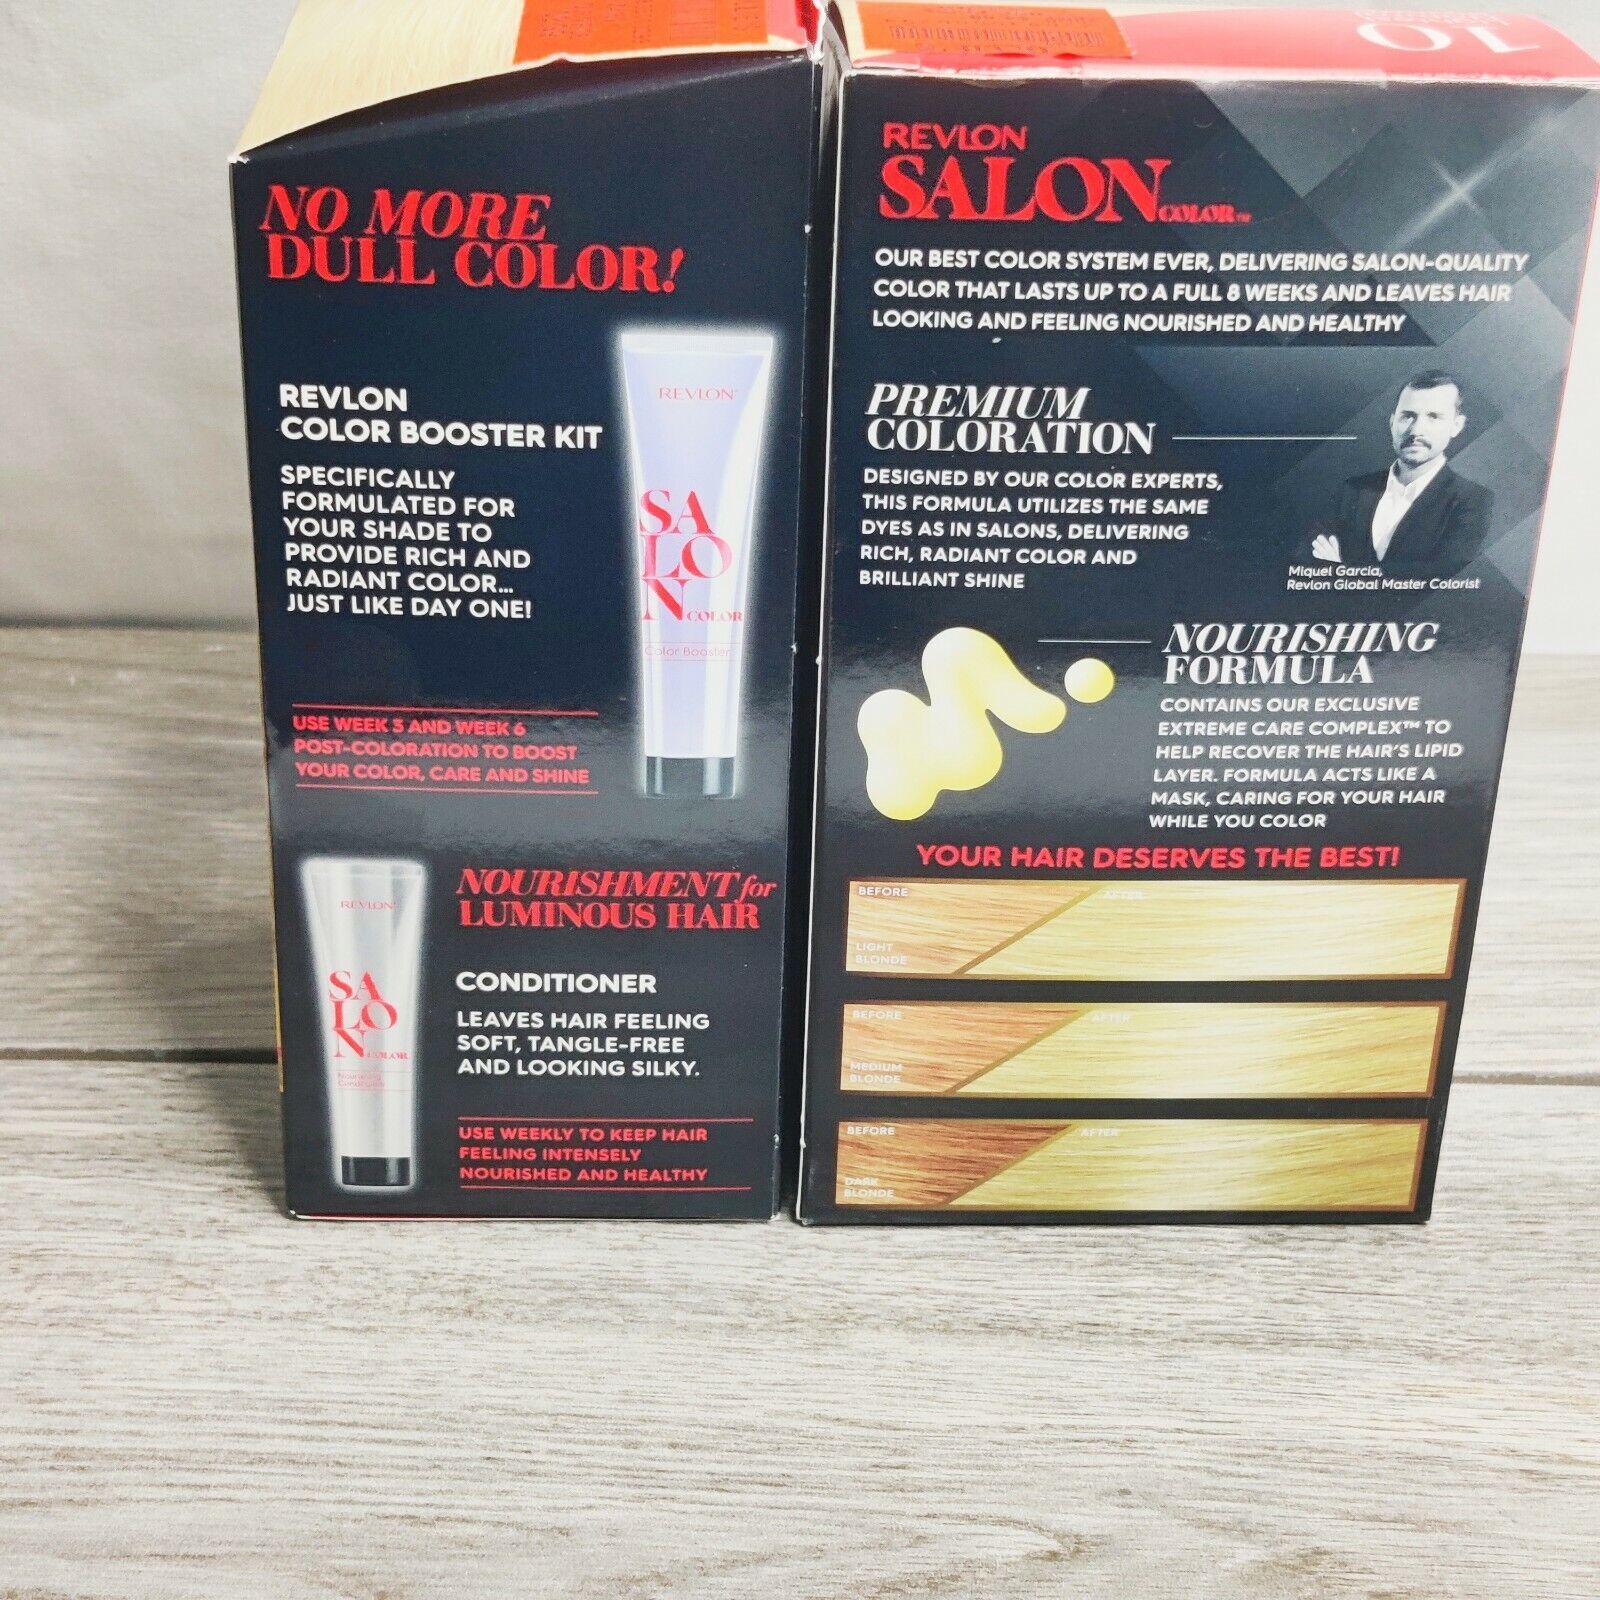 NO MORE
DULL COLOR!
REVLON
COLOR BOOSTER KIT
SPECIFICALLY
FORMULATED FOR
YOUR SHADE TO
PROVIDE RICH AND
RADIANT COLOR...
JUST LIKE DAY ONE!
REVLON
SA
LO
N COLOR
Color Booster
USE WEEK 3 AND WEEK 6
POST-COLORATION TO BOOST
YOUR COLOR, CARE AND SHINE
NOURISHMENT for
LUMINOUS HAIR
REVLON
SA
LO
N COLOR
Nourishing
Conditioner
CONDITIONER
LEAVES HAIR FEELING
SOFT, TANGLE-FREE
AND LOOKING SILKY.
USE WEEKLY TO KEEP HAIR
FEELING INTENSELY
NOURISHED AND HEALTHY
10
REVLON
SALON COLOR™
OUR BEST COLOR SYSTEM EVER, DELIVERING SALON-QUALITY
COLOR THAT LASTS UP TO A FULL 8 WEEKS AND LEAVES HAIR
LOOKING AND FEELING NOURISHED AND HEALTHY
PREMIUM
COLORATION
DESIGNED BY OUR COLOR EXPERTS,
THIS FORMULA UTILIZES THE SAME
DYES AS IN SALONS, DELIVERING
RICH, RADIANT COLOR AND
BRILLIANT SHINE
Miquel Garcia,
Revlon Global Master Colorist
NOURISHING
FORMULA
CONTAINS OUR EXCLUSIVE
EXTREME CARE COMPLEX™ TO
HELP RECOVER THE HAIR'S LIPID
LAYER. FORMULA ACTS LIKE A
MASK, CARING FOR YOUR HAIR
WHILE YOU COLOR
YOUR HAIR DESERVES THE BEST!
BEFORE AFTER
LIGHT
BLONDE
BEFORE AFTER
MEDIUM
BLONDE
BEFORE AFTER
DARK
BLONDE